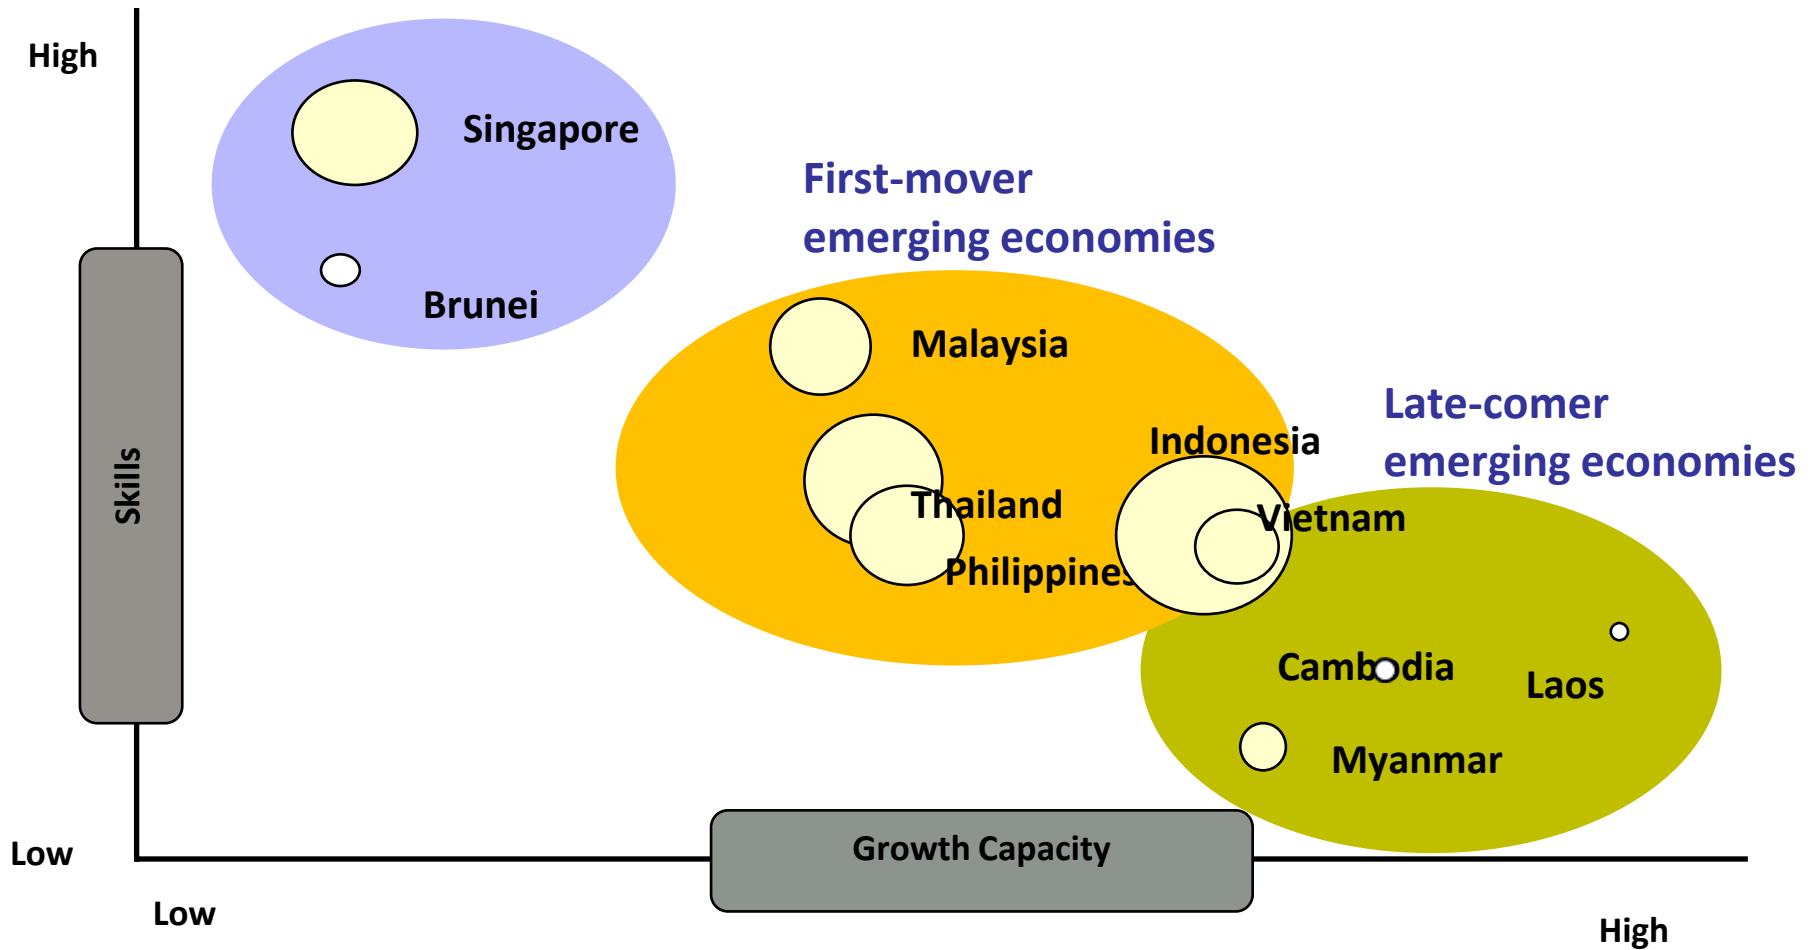 High
Singapore
First-mover
emerging economies
Brunei
Malaysia
Late-comer
emerging economies
Indonesia
Skills
Thailand
Vietnam
Philippines
Cambodia
Laos
Myanmar
Growth Capacity
Low
Low
High